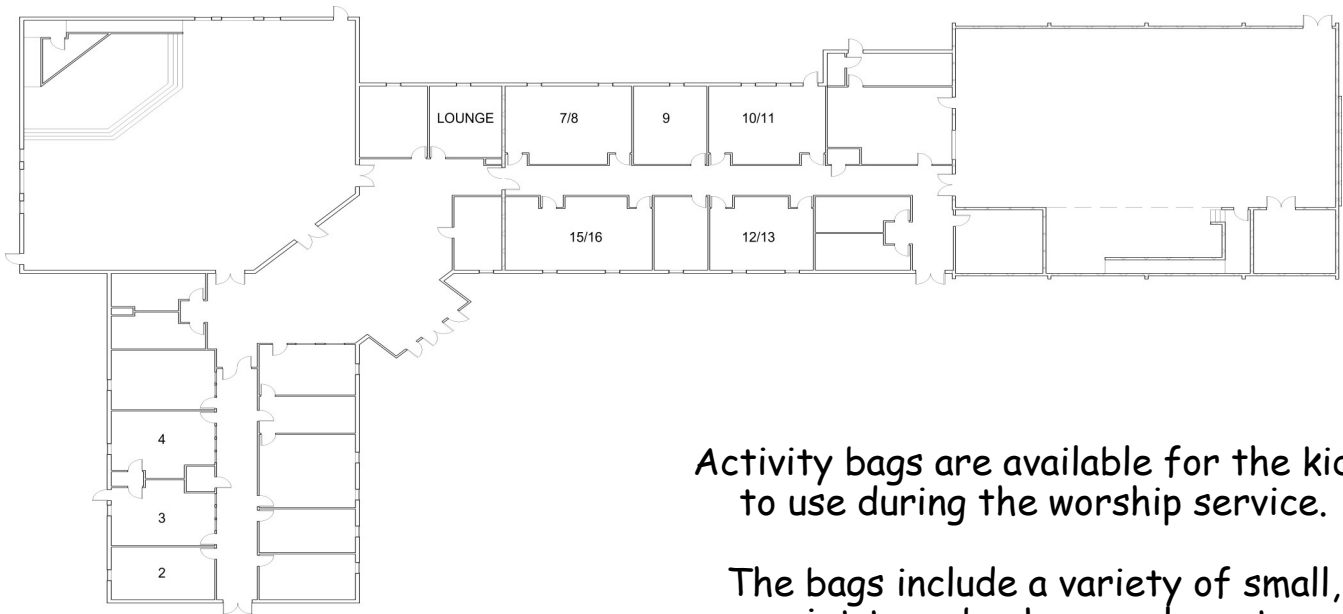 LOUNGE
7/8
9
10/11
15/16
12/13
4
3
2
Activity bags are available for the
to use during the worship service.
The bags include a variety of small,